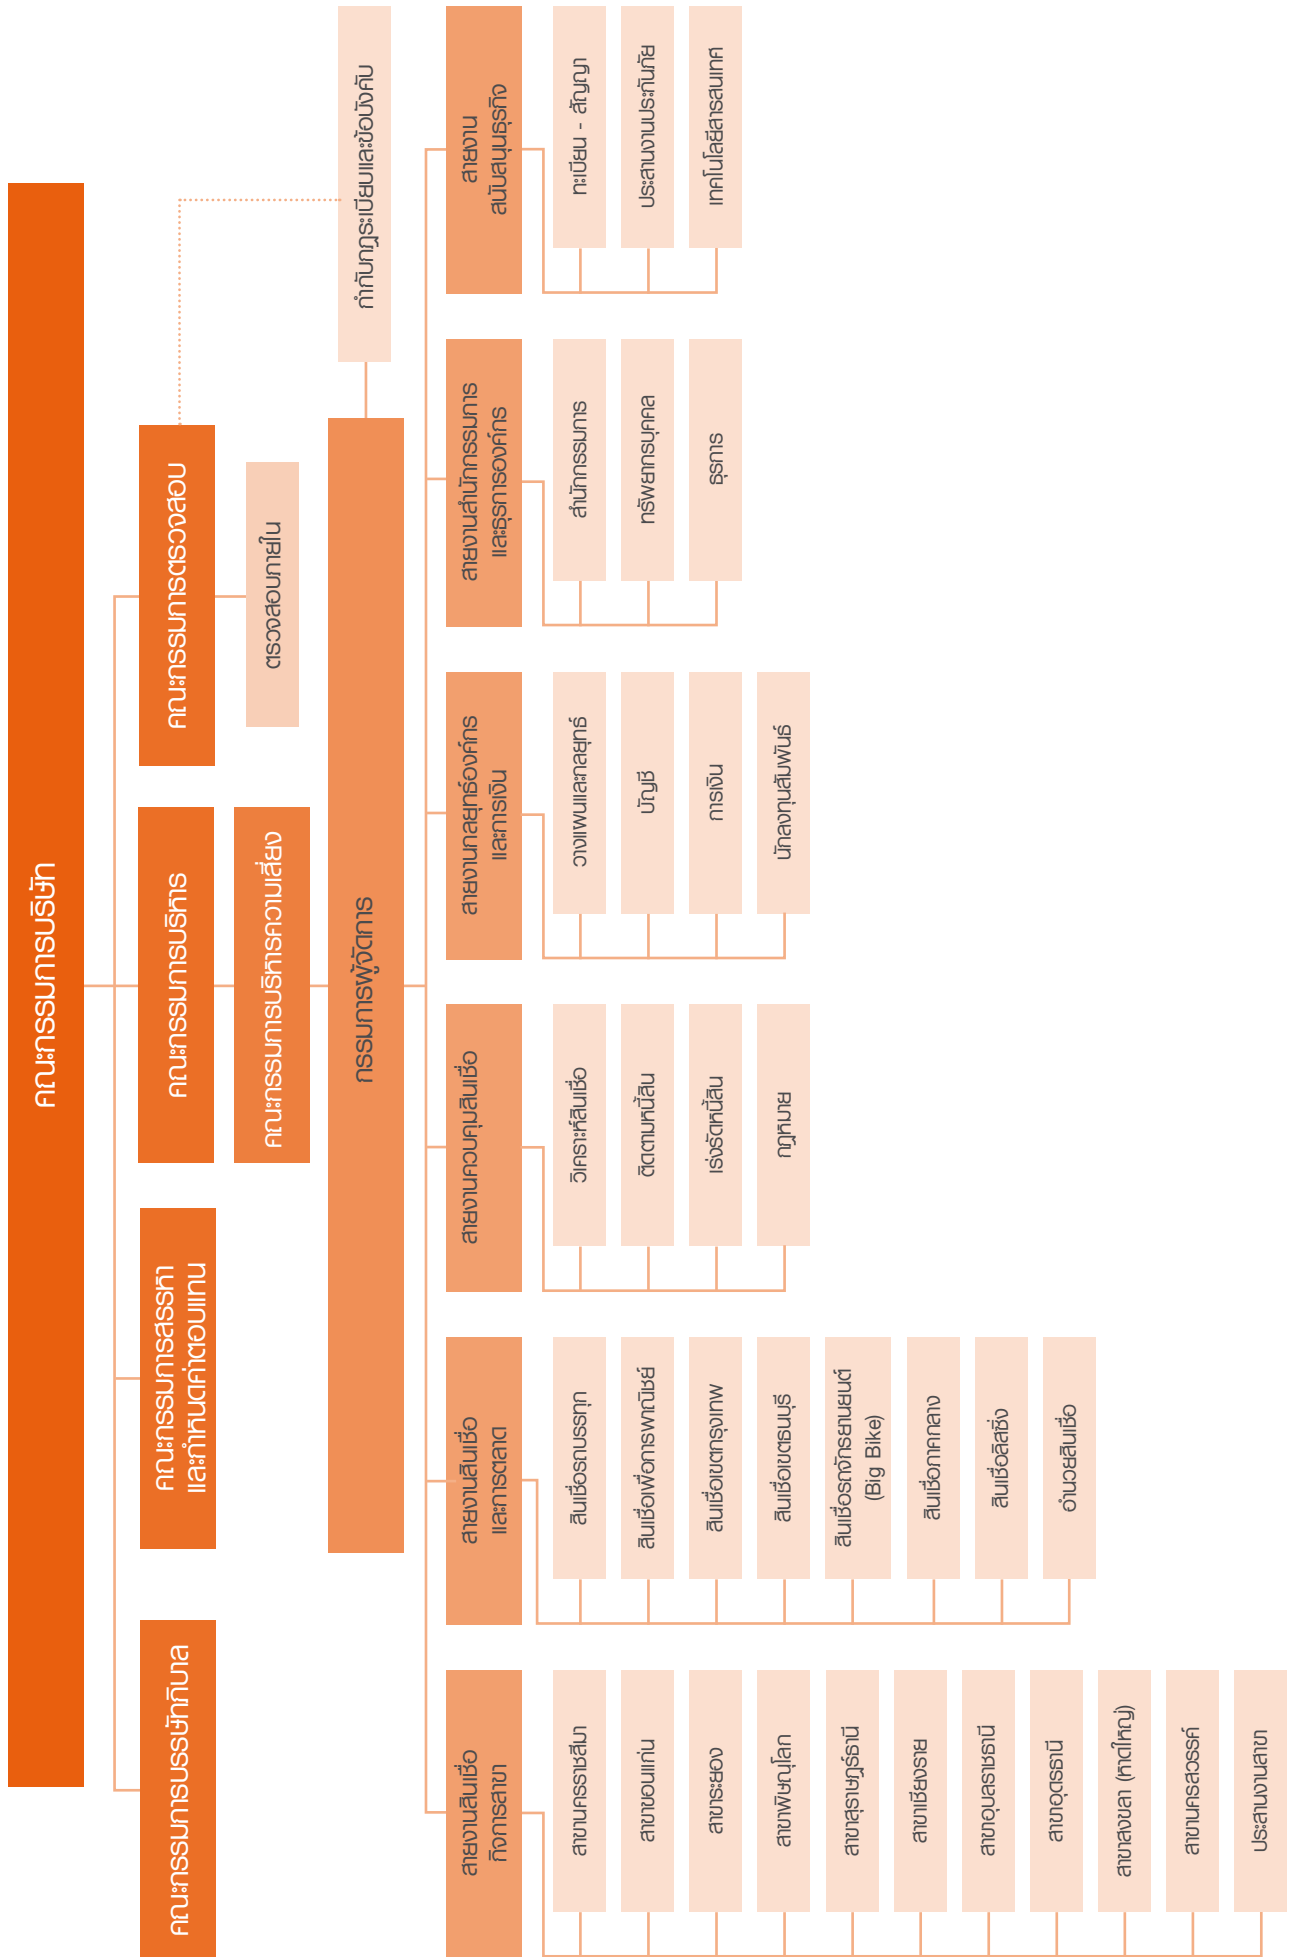 คณะกรรมการบริษัท
คณะกรรมการบรรษัทภิบาล
คณะกรรมการสรรหา
และกำหนดค่าตอบแทน
คณะกรรมการบริหาร
คณะกรรมการตรวจสอบ
คณะกรรมการบริหารความเสี่ยง
ตรวจสอบภายใน
กรรมการผู้จัดการ
กำกับกฎระเบียบและข้อบังคับ
สายงานสินเชื่อ
กิจการสาขา
สายงานสินเชื่อ
และการตลาด
สายงานควบคุมสินเชื่อ
สายงานกลยุทธ์องค์กร
และการเงิน
สายงานสำนักกรรมการ
และธุรการองค์กร
สายงาน
สนับสนุนธุรกิจ
สาขานครราชสีมา
สาขาขอนแก่น
สาขาระยอง
สาขาพิษณุโลก
สาขาสุราษฎร์ธานี
สาขาเชียงราย
สาขาอุบลราชธานี
สาขาอุดรธานี
สาขาสงขลา (หาดใหญ่)
สาขานครสวรรค์
ประสานงานสาขา
สินเชื่อรถบรรทุก
สินเชื่อเพื่อการพาณิชย์
สินเชื่อเขตกรุงเทพ
สินเชื่อเขตธนบุรี
สินเชื่อรถจักรยานยนต์
(Big Bike)
สินเชื่อภาคกลาง
สินเชื่อลิสซิ่ง
อำนวยสินเชื่อ
วิเคราะห์สินเชื่อ
ติดตามหนี้สิน
เร่งรัดหนี้สิน
กฎหมาย
วางแผนและกลยุทธ์
บัญชี
การเงิน
นักลงทุนสัมพันธ์
สำนักกรรมการ
ทรัพยากรบุคคล
ธุรการ
ทะเบียน - สัญญา
ประสานงานประกันภัย
เทคโนโลยีสารสนเทศ